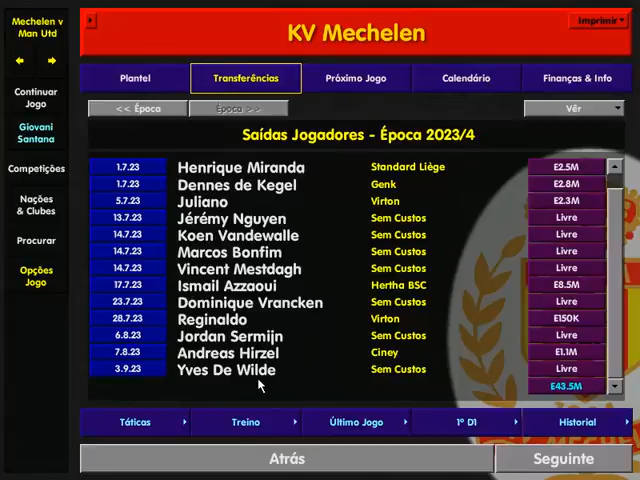 Mechelen v
Man Utd
Continuar
Jogo
Giovani
Santana
Competições
Nações
& Clubes
Procurar
Opções
Jogo
KV Mechelen
Imprimir
Plantel
Transferências
Próximo Jogo
Calendário
Finanças & Info
<< Época
Época >>
Vêr
Saídas Jogadores - Época 2023/4
1.7.23 Henrique Miranda Standard Liège £2.5M
1.7.23 Dennes de Kegel Genk £2.8M
5.7.23 Juliano Virton £2.3M
13.7.23 Jérémy Nguyen Sem Custos Livre
14.7.23 Koen Vandewalle Sem Custos Livre
14.7.23 Marcos Bonfim Sem Custos Livre
14.7.23 Vincent Mestdagh Sem Custos Livre
17.7.23 Ismail Azzaoui Hertha BSC £8.5M
23.7.23 Dominique Vrancken Sem Custos Livre
28.7.23 Reginaldo Virton £150K
6.8.23 Jordan Sermijn Sem Custos Livre
7.8.23 Andreas Hirzel Ciney £1.1M
3.9.23 Yves De Wilde Sem Custos Livre
£43.5M
Táticas
Treino
Último Jogo
1º D1
Historial
Atrás
Seguinte